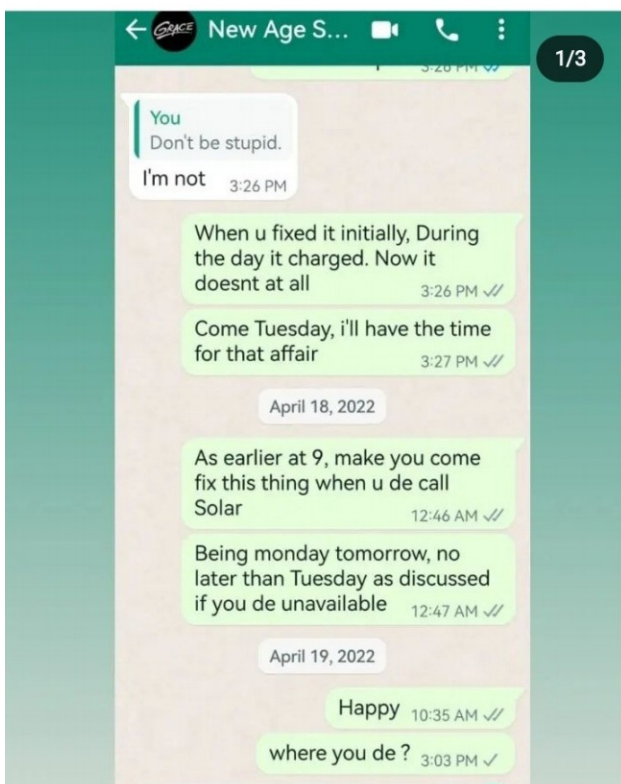 GRACE New Age S...
1/3
3:26 PM
You
Don't be stupid.
I'm not 3:26 PM
When u fixed it initially, During
the day it charged. Now it
doesnt at all 3:26 PM
Come Tuesday, i'll have the time
for that affair 3:27 PM
April 18, 2022
As earlier at 9, make you come
fix this thing when u de call
Solar 12:46 AM
Being monday tomorrow, no
later than Tuesday as discussed
if you de unavailable 12:47 AM
April 19, 2022
Happy 10:35 AM
where you de ? 3:03 PM